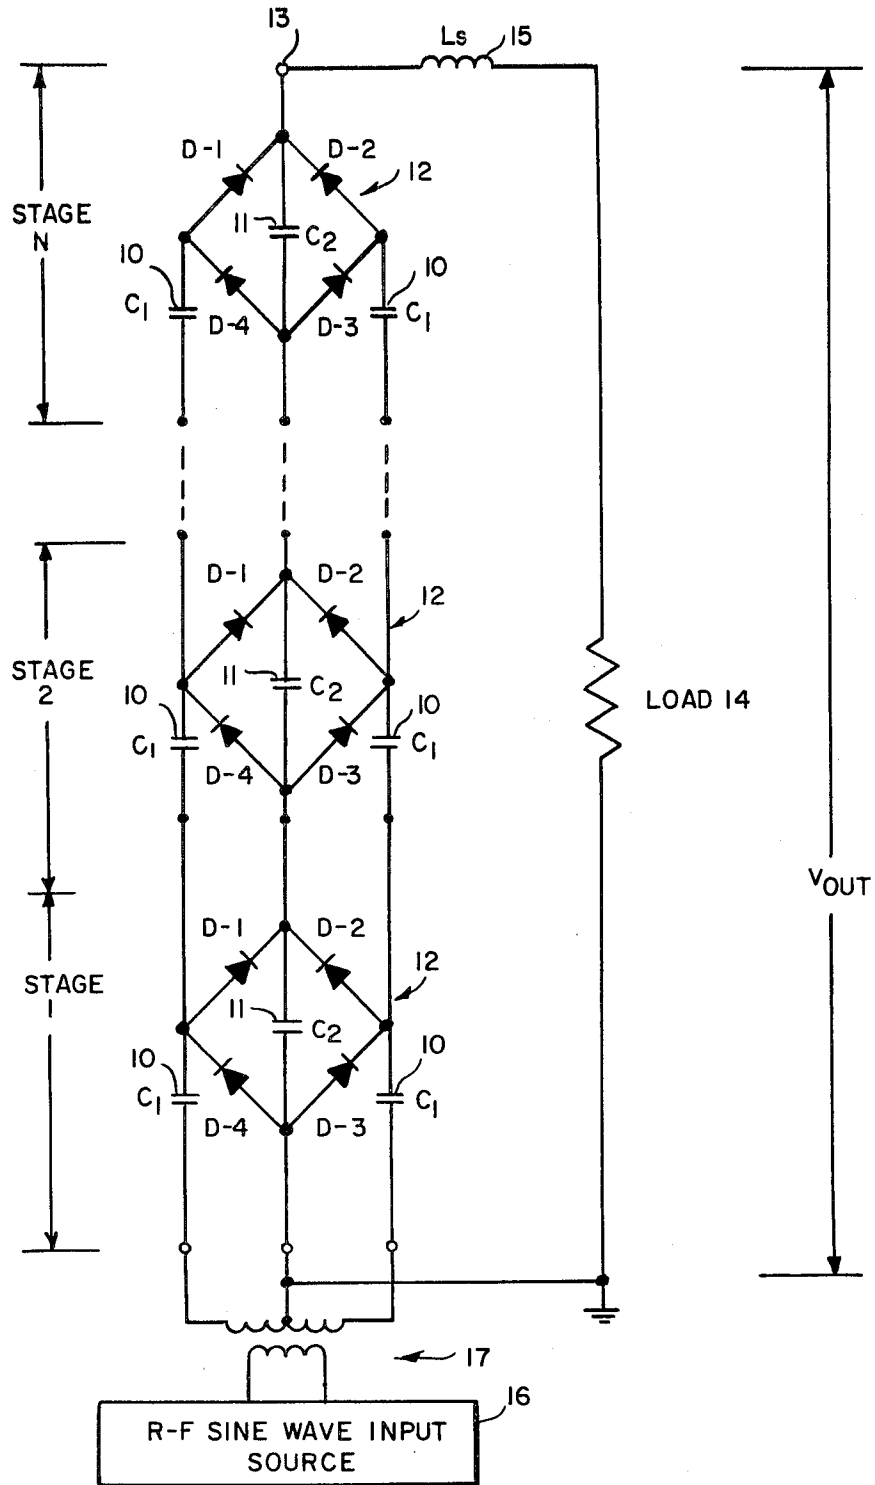 13
Ls
15
D-1
D-2
12
STAGE
N
11
C2
10
10
C1
C1
D-4
D-3
D-1
D-2
12
STAGE
2
11
C2
10
10
C1
C1
D-4
D-3
LOAD 14
VOUT
D-1
D-2
12
STAGE
1
11
C2
10
10
C1
C1
D-4
D-3
17
16
R-F SINE WAVE INPUT
SOURCE